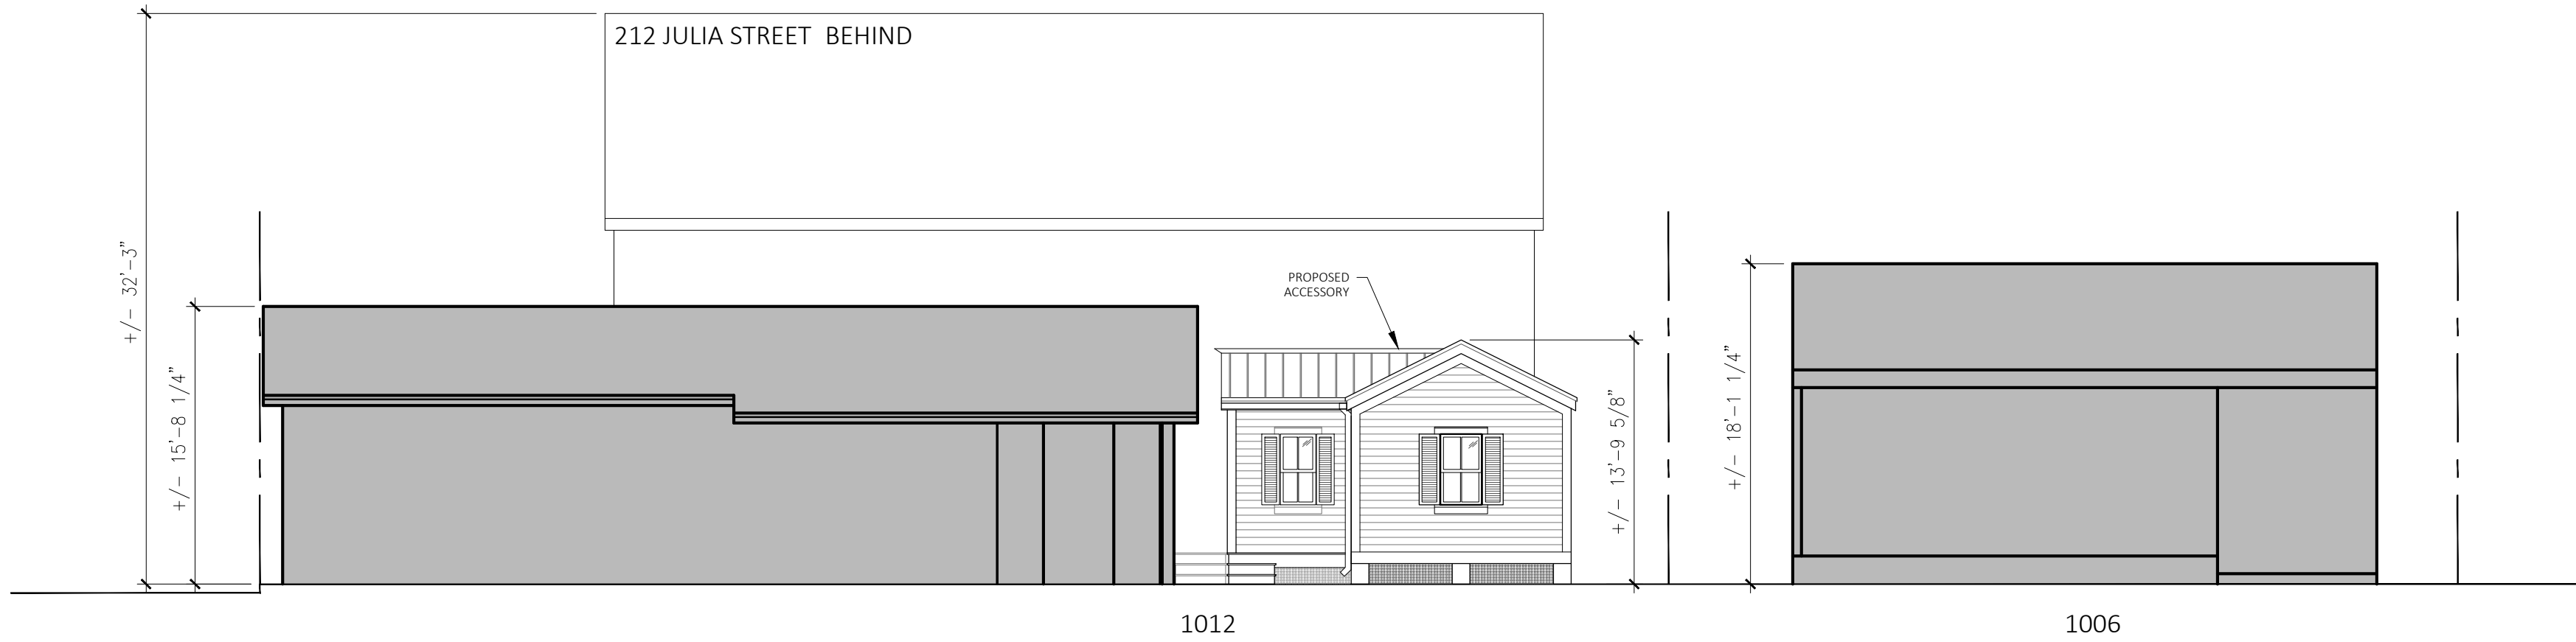 212 JULIA STREET  BEHIND
+/- 32'-3"
+/- 15'-8 1/4"
PROPOSED
ACCESSORY
+/- 13'-9 5/8"
+/- 18'-1 1/4"
1012
1006